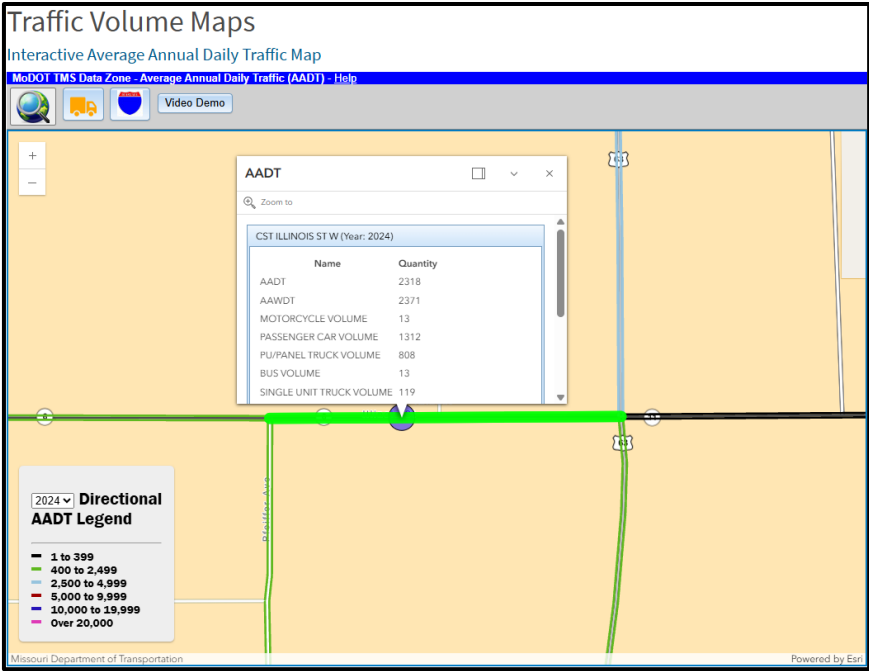 Traffic Volume Maps
Interactive Average Annual Daily Traffic Map
MoDOT TMS Data Zone - Average Annual Daily Traffic (AADT) - Help
Video Demo
+
−
AADT
Zoom to
CST ILLINOIS ST W (Year: 2024)
Name Quantity
AADT 2318
AAWDT 2371
MOTORCYCLE VOLUME 13
PASSENGER CAR VOLUME 1312
PU/PANEL TRUCK VOLUME 808
BUS VOLUME 13
SINGLE UNIT TRUCK VOLUME 119
63
6
Pfeiffer Ave
2024 Directional
AADT Legend
1 to 399
400 to 2,499
2,500 to 4,999
5,000 to 9,999
10,000 to 19,999
Over 20,000
Missouri Department of Transportation
Powered by Esri